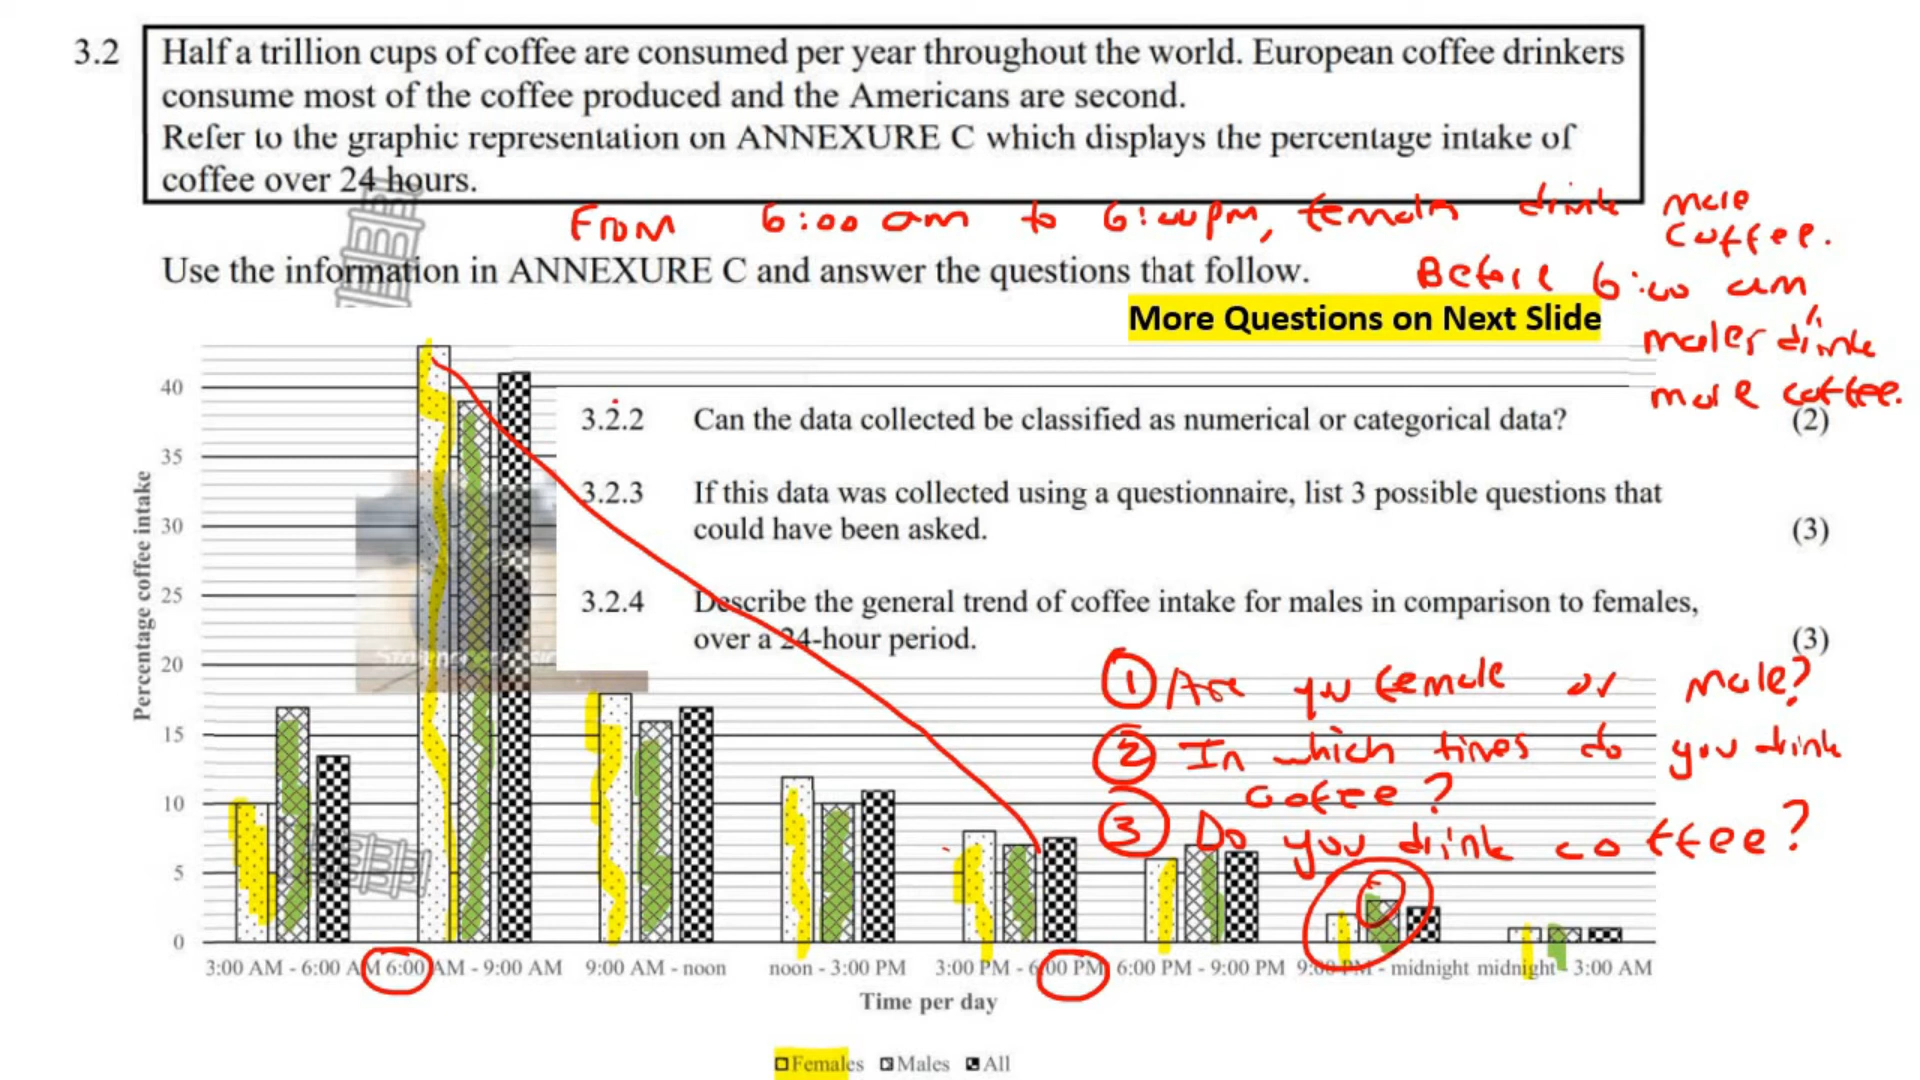 3.2 Half a trillion cups of coffee are consumed per year throughout the world. European coffee drinkers
consume most of the coffee produced and the Americans are second.
Refer to the graphic representation on ANNEXURE C which displays the percentage intake of
coffee over 24 hours.
From 6:00 am to 6:00pm, females drink more
coffee.
Use the information in ANNEXURE C and answer the questions that follow.
Before 6:00 am,
males drink
more coffee.
More Questions on Next Slide
3.2.2 Can the data collected be classified as numerical or categorical data? (2)
3.2.3 If this data was collected using a questionnaire, list 3 possible questions that
could have been asked. (3)
3.2.4 Describe the general trend of coffee intake for males in comparison to females,
over a 24-hour period. (3)
① Are you female or male?
② In which times do you drink
coffee?
③ Do you drink coffee?
Percentage coffee intake
40
35
30
25
20
15
10
5
0
3:00 AM - 6:00 AM 6:00 AM - 9:00 AM 9:00 AM - noon noon - 3:00 PM 3:00 PM - 6:00 PM 6:00 PM - 9:00 PM 9:00 PM - midnight midnight - 3:00 AM
Time per day
Females Males All